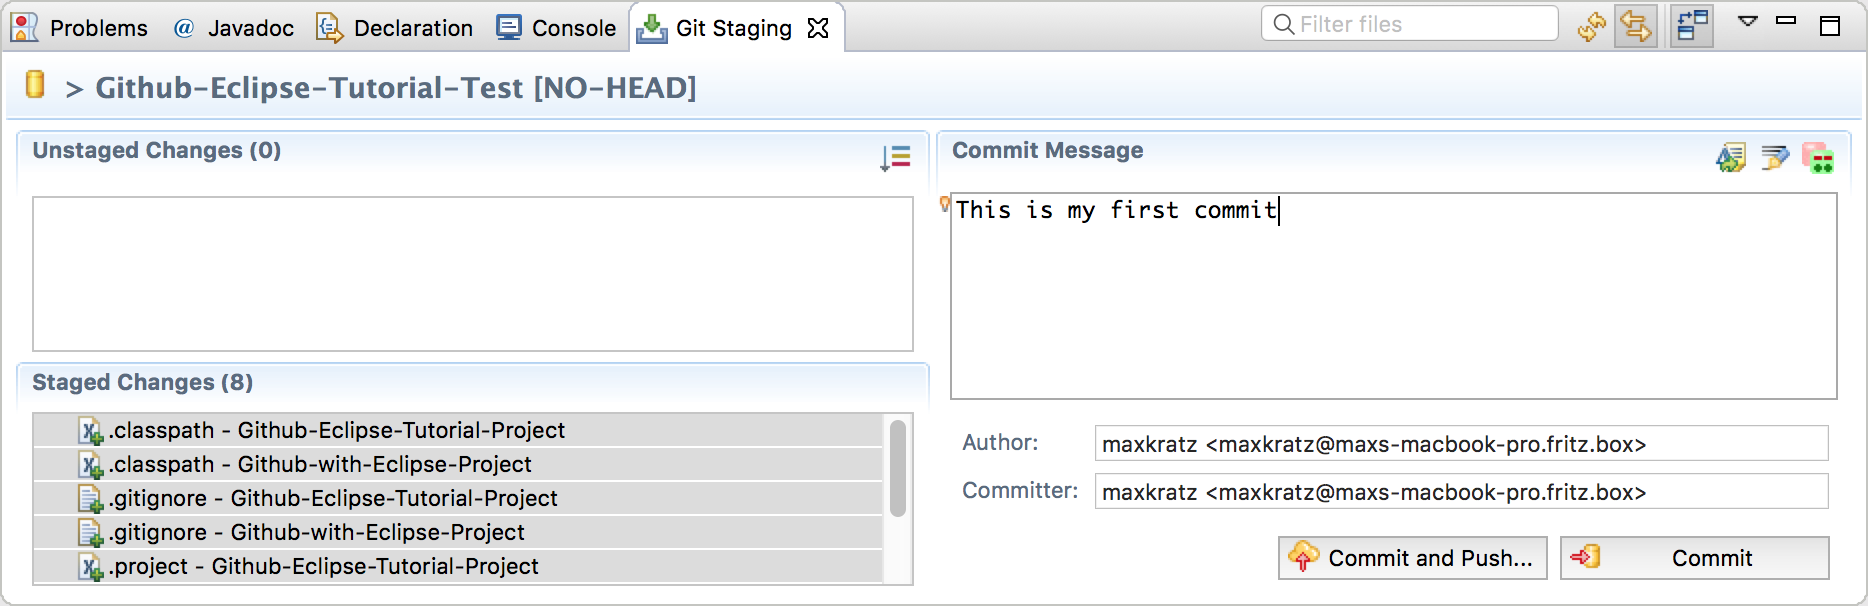 Problems @ Javadoc Declaration Console Git Staging Filter files
> Github-Eclipse-Tutorial-Test [NO-HEAD]
Unstaged Changes (0)
Staged Changes (8)
.classpath - Github-Eclipse-Tutorial-Project
.classpath - Github-with-Eclipse-Project
.gitignore - Github-Eclipse-Tutorial-Project
.gitignore - Github-with-Eclipse-Project
.project - Github-Eclipse-Tutorial-Project
Commit Message
This is my first commit
Author: maxkratz <maxkratz@maxs-macbook-pro.fritz.box>
Committer: maxkratz <maxkratz@maxs-macbook-pro.fritz.box>
Commit and Push... Commit